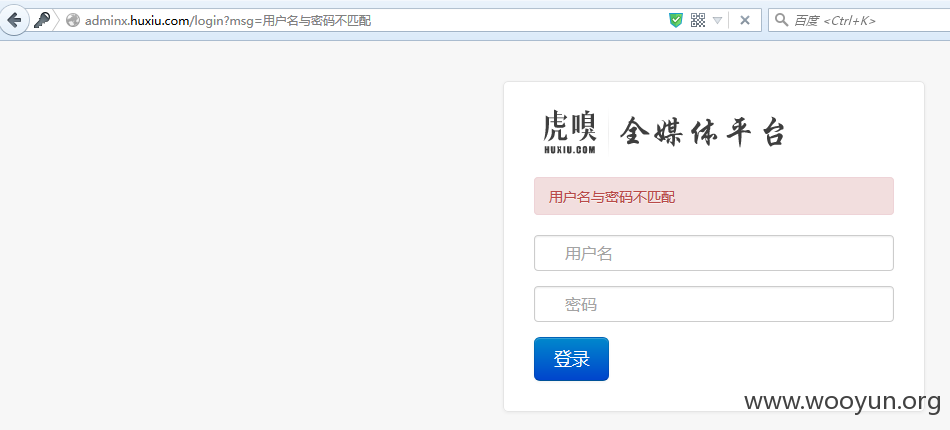 adminx.huxiu.com/login?msg=用户名与密码不匹配
百度 <Ctrl+K>
虎嗅 全媒体平台
HUXIU.COM
用户名与密码不匹配
用户名
密码
登录
www.wooyun.org